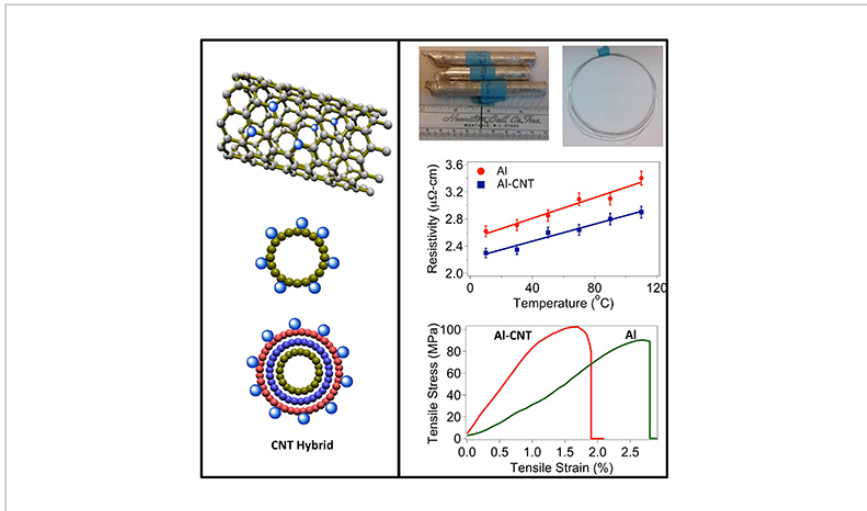 CNT Hybrid
Al
Al-CNT
Resistivity (μΩ-cm)
3.6
3.2
2.8
2.4
2.0
0
40
80
120
Temperature (°C)
Al-CNT
Al
Tensile Stress (MPa)
100
80
60
40
20
0
0.0
0.5
1.0
1.5
2.0
2.5
Tensile Strain (%)